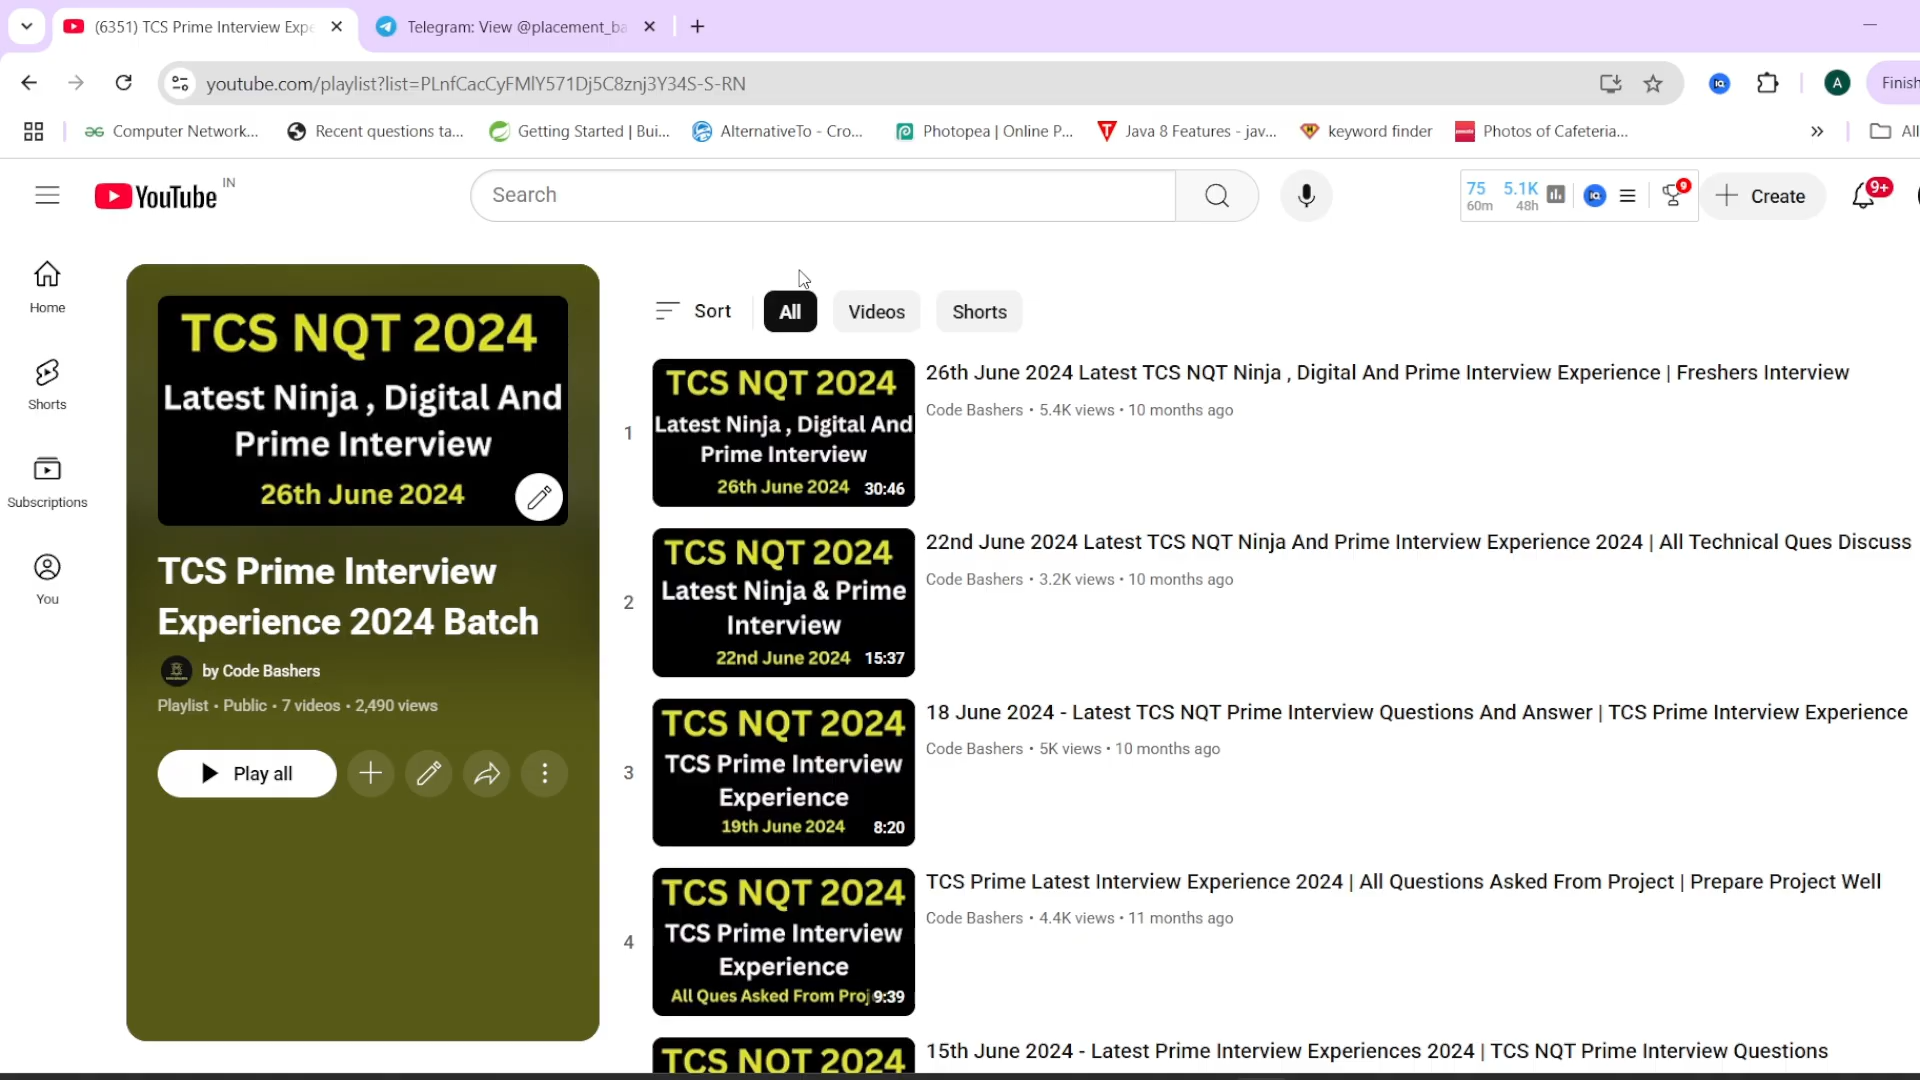 (6351) TCS Prime Interview Expe
Telegram: View @placement_ba
youtube.com/playlist?list=PLnfCacCyFMlY571Dj5C8znj3Y34S-S-RN
A
Finish
Computer Network...
Recent questions ta...
Getting Started | Bui...
AlternativeTo - Cro...
Photopea | Online P...
Java 8 Features - jav...
keyword finder
Photos of Cafeteria...
All
YouTube IN
Search
75 5.1K
60m 48h
9
Create
9+
Home
Shorts
Subscriptions
You
TCS NQT 2024
Latest Ninja , Digital And
Prime Interview
26th June 2024
TCS Prime Interview
Experience 2024 Batch
by Code Bashers
Playlist • Public • 7 videos • 2,490 views
Play all
Sort
All
Videos
Shorts
1
TCS NQT 2024
Latest Ninja , Digital And
Prime Interview
26th June 2024 30:46
26th June 2024 Latest TCS NQT Ninja , Digital And Prime Interview Experience | Freshers Interview
Code Bashers • 5.4K views • 10 months ago
2
TCS NQT 2024
Latest Ninja & Prime
Interview
22nd June 2024 15:37
22nd June 2024 Latest TCS NQT Ninja And Prime Interview Experience 2024 | All Technical Ques Discuss
Code Bashers • 3.2K views • 10 months ago
3
TCS NQT 2024
TCS Prime Interview
Experience
19th June 2024 8:20
18 June 2024 - Latest TCS NQT Prime Interview Questions And Answer | TCS Prime Interview Experience
Code Bashers • 5K views • 10 months ago
4
TCS NQT 2024
TCS Prime Interview
Experience
All Ques Asked From Proj 9:39
TCS Prime Latest Interview Experience 2024 | All Questions Asked From Project | Prepare Project Well
Code Bashers • 4.4K views • 11 months ago
TCS NQT 2024
15th June 2024 - Latest Prime Interview Experiences 2024 | TCS NQT Prime Interview Questions